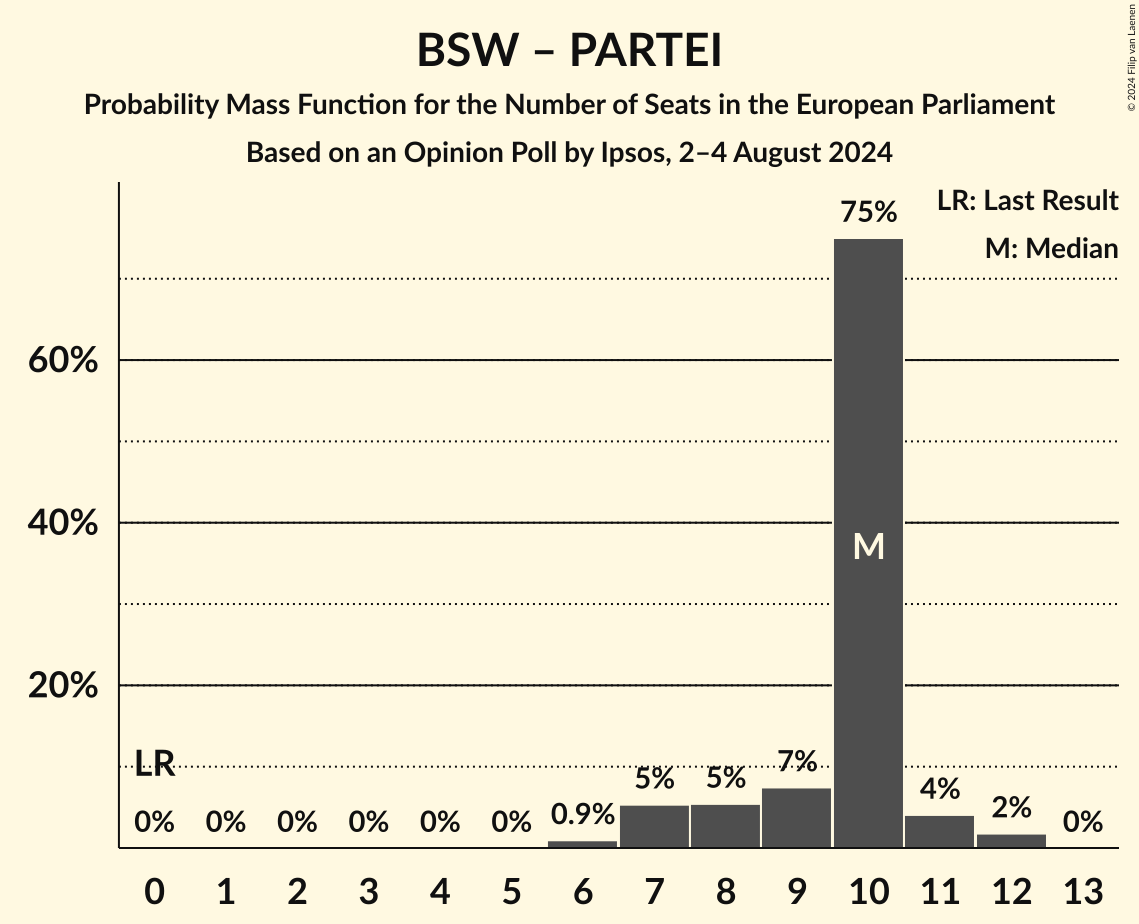 BSW – PARTEI
Probability Mass Function for the Number of Seats in the European Parliament
Based on an Opinion Poll by Ipsos, 2–4 August 2024
© 2024 Filip van Laenen
LR: Last Result
M: Median
75%
60%
40%
M
20%
LR
0% 0% 0% 0% 0% 0% 0.9% 5% 5% 7% 4% 2% 0%
0 1 2 3 4 5 6 7 8 9 10 11 12 13